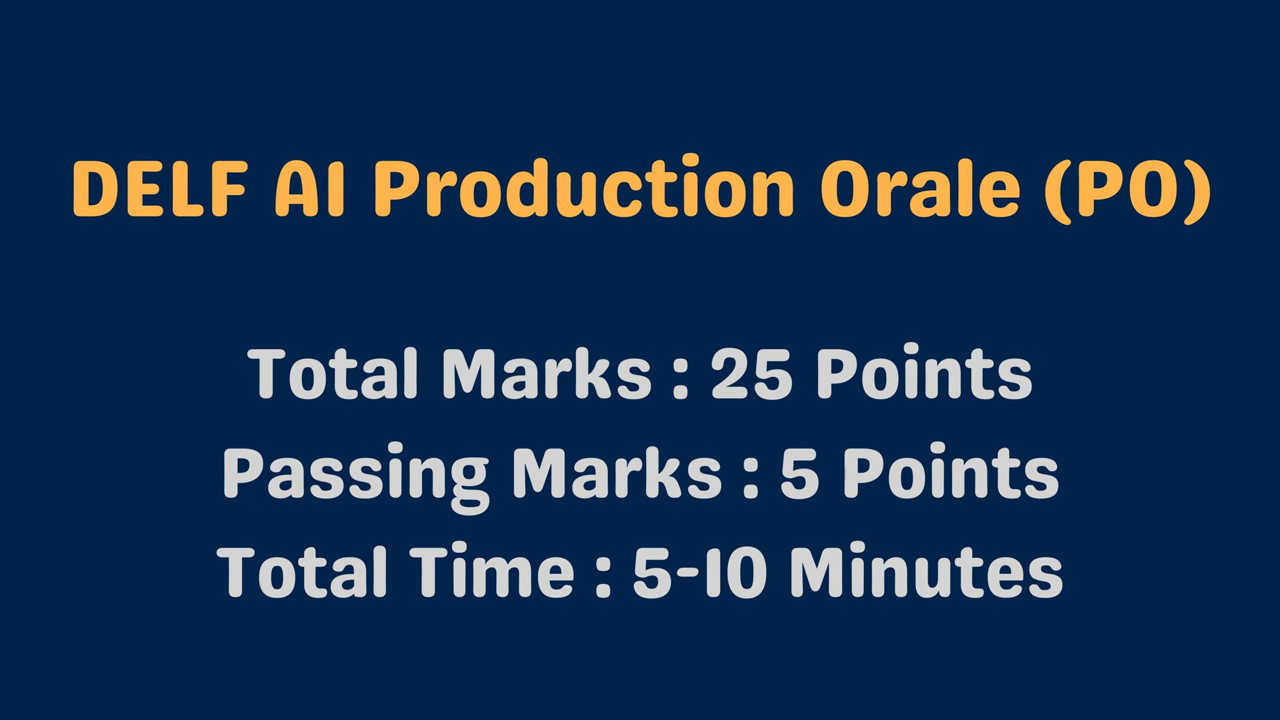 DELF A1 Production Orale (PO)
Total Marks : 25 Points
Passing Marks : 5 Points
Total Time : 5-10 Minutes